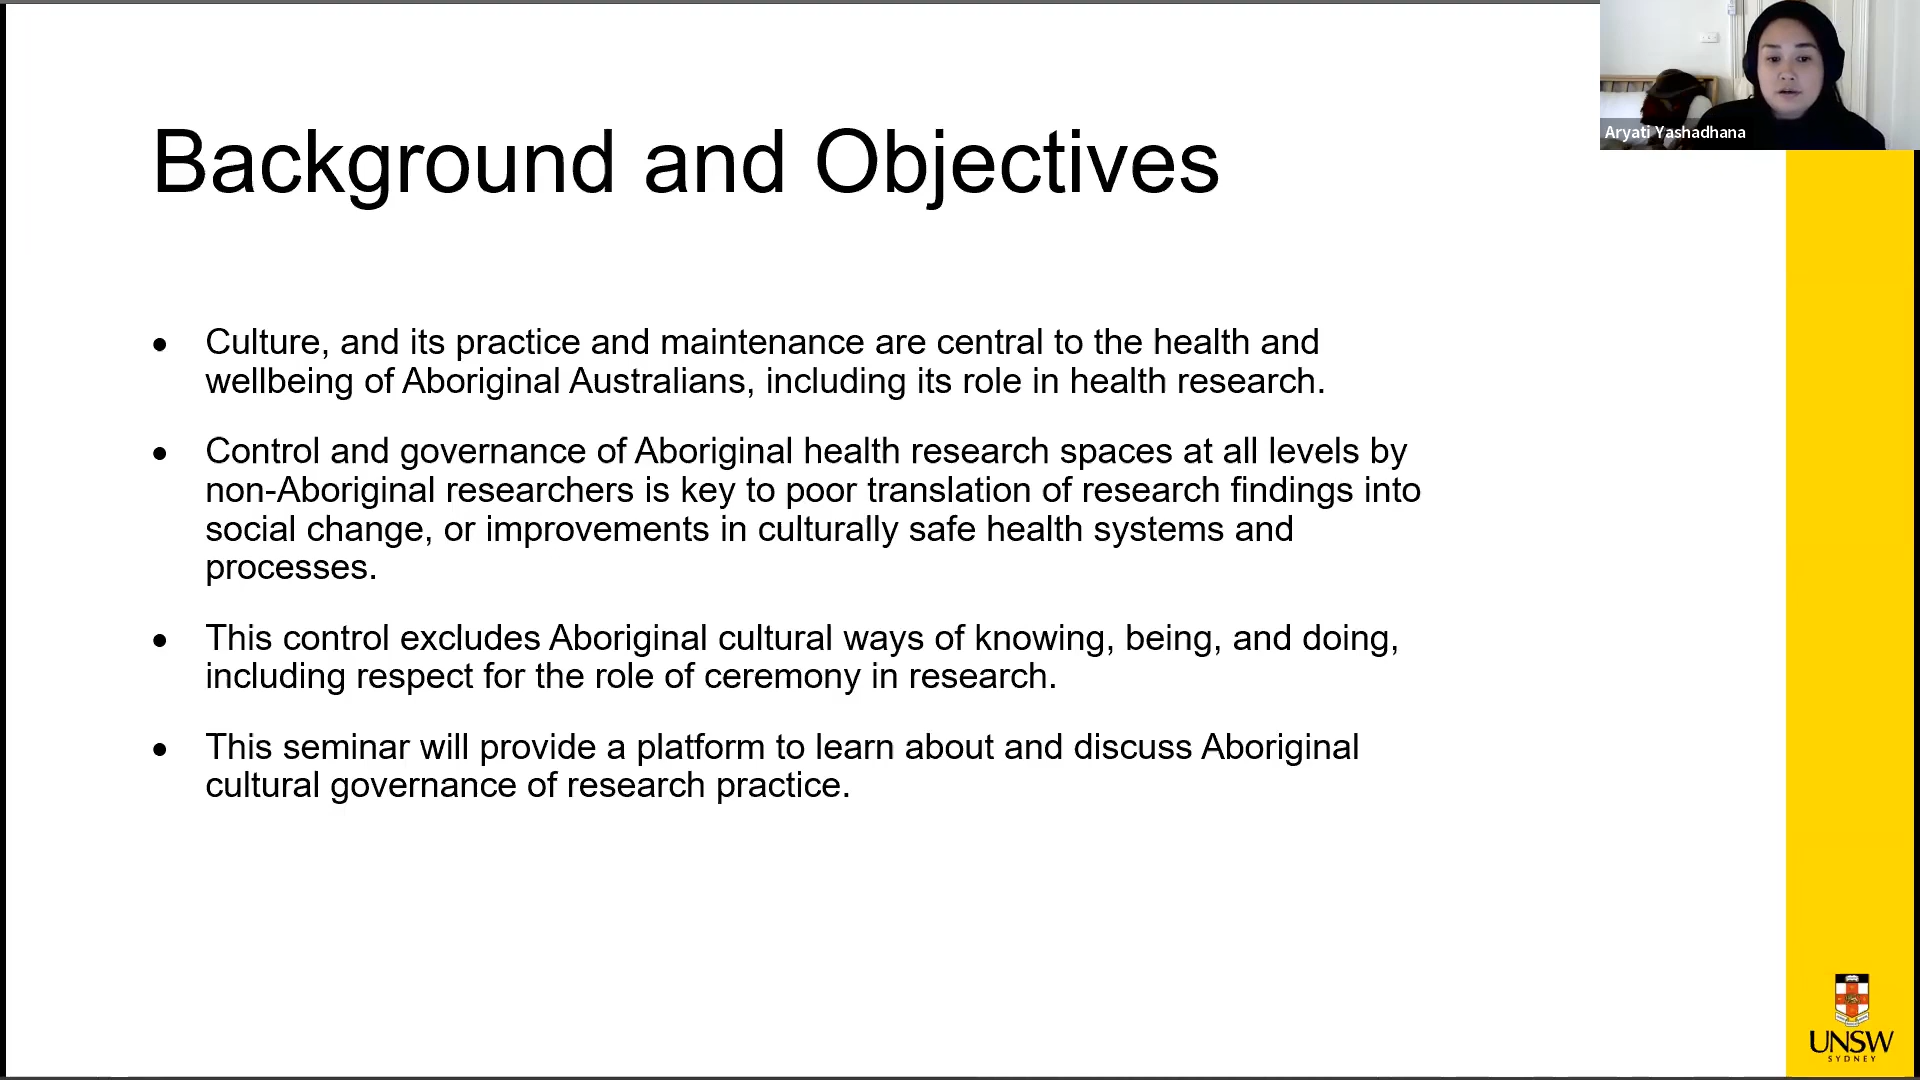 Background and Objectives
• Culture, and its practice and maintenance are central to the health and
wellbeing of Aboriginal Australians, including its role in health research.
• Control and governance of Aboriginal health research spaces at all levels by
non-Aboriginal researchers is key to poor translation of research findings into
social change, or improvements in culturally safe health systems and
processes.
• This control excludes Aboriginal cultural ways of knowing, being, and doing,
including respect for the role of ceremony in research.
• This seminar will provide a platform to learn about and discuss Aboriginal
cultural governance of research practice.
Aryati Yashadhana
UNSW
SYDNEY